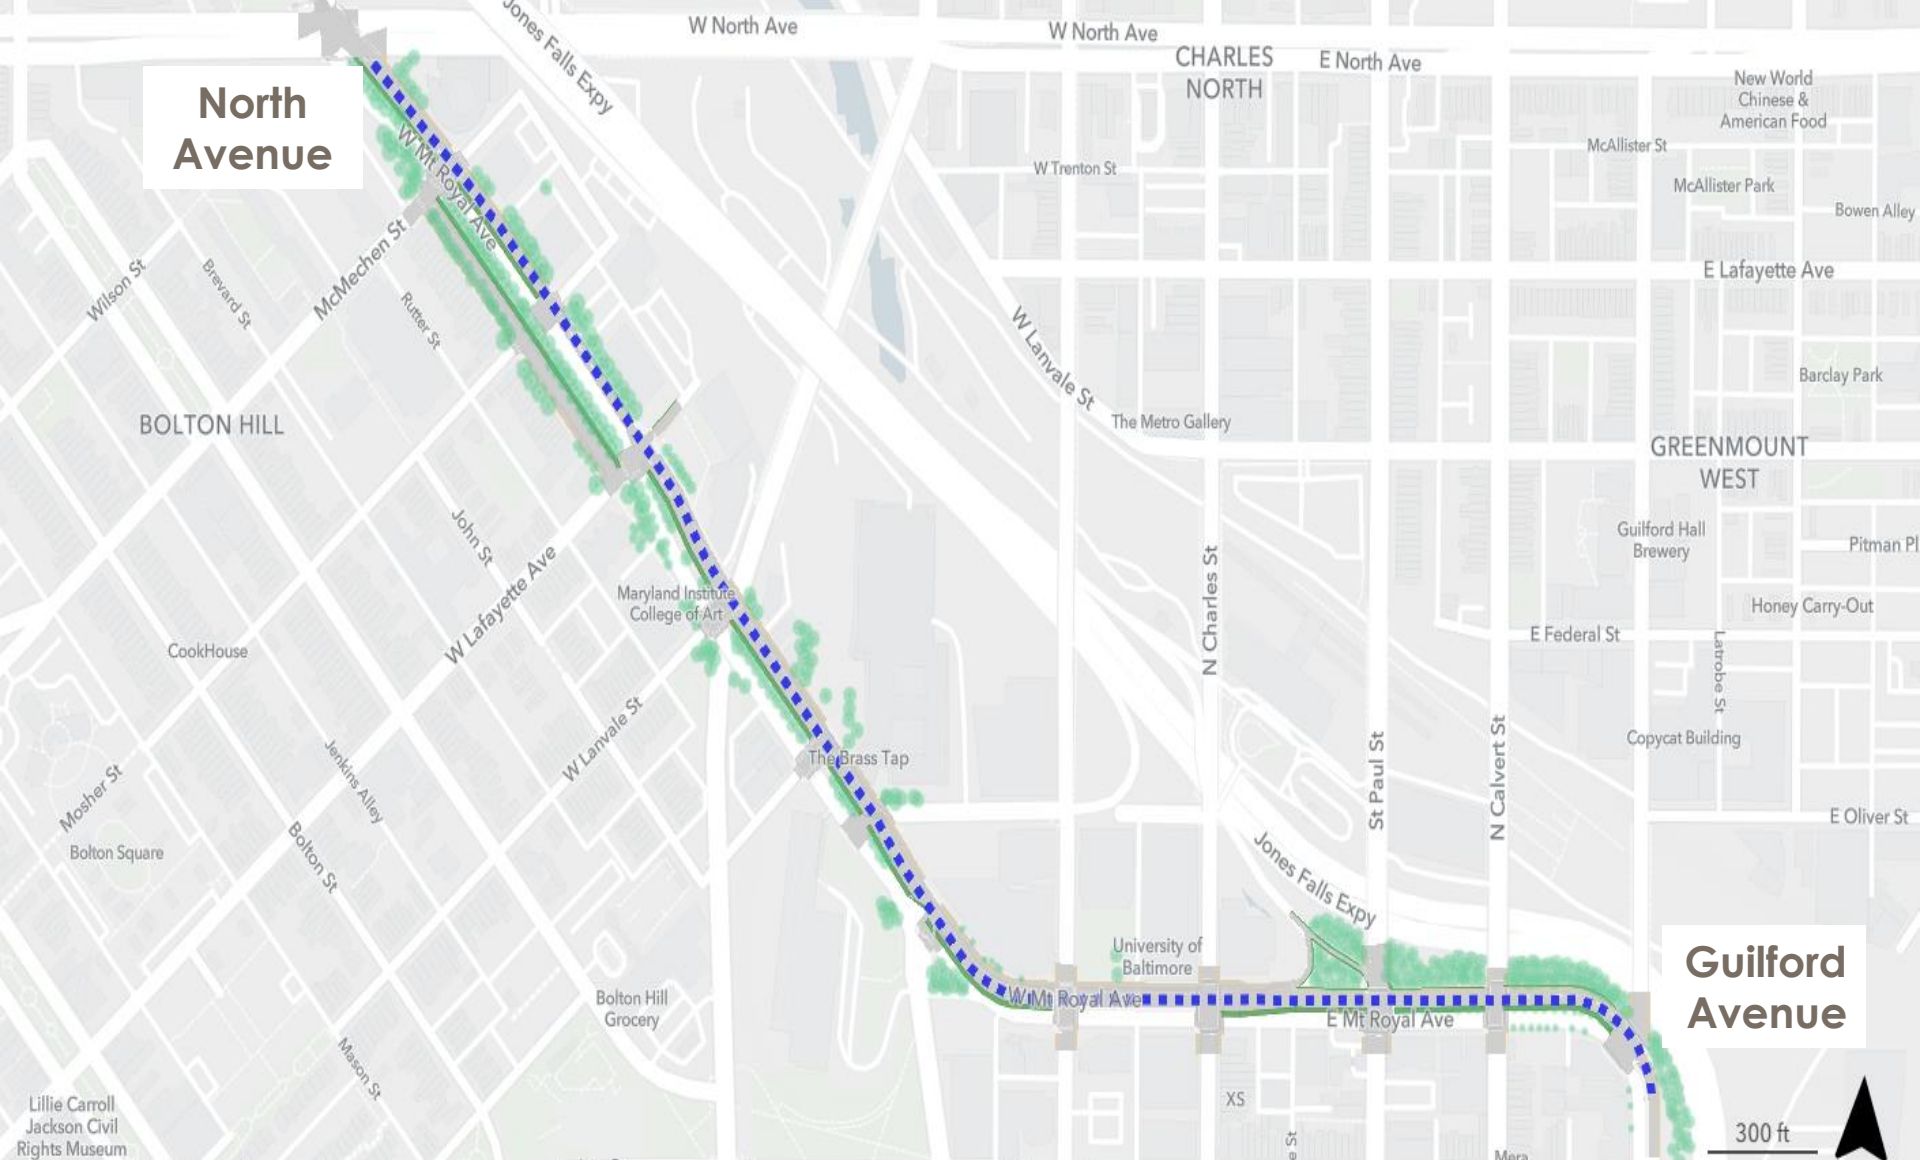 Jones Falls Expy
W North Ave
W North Ave
CHARLES
NORTH
E North Ave
New World
Chinese &
American Food
North
Avenue
W Mt Royal Ave
McAllister St
W Trenton St
McAllister Park
Bowen Alley
McMechen St
Wilson St
Brevard St
Rutter St
E Lafayette Ave
W Lanvale St
Barclay Park
BOLTON HILL
The Metro Gallery
GREENMOUNT
WEST
John St
Guilford Hall
Brewery
Pitman Pl
W Lafayette Ave
N Charles St
Maryland Institute
College of Art
Honey Carry-Out
E Federal St
CookHouse
Latrobe St
W Lanvale St
Copycat Building
The Brass Tap
St Paul St
N Calvert St
Mosher St
Jenkins Alley
E Oliver St
Bolton Square
Bolton St
Jones Falls Expy
University of
Baltimore
Guilford
Avenue
Bolton Hill
Grocery
W Mt Royal Ave
E Mt Royal Ave
Mason St
XS
Lillie Carroll
Jackson Civil
Rights Museum
300 ft
e St
Mera